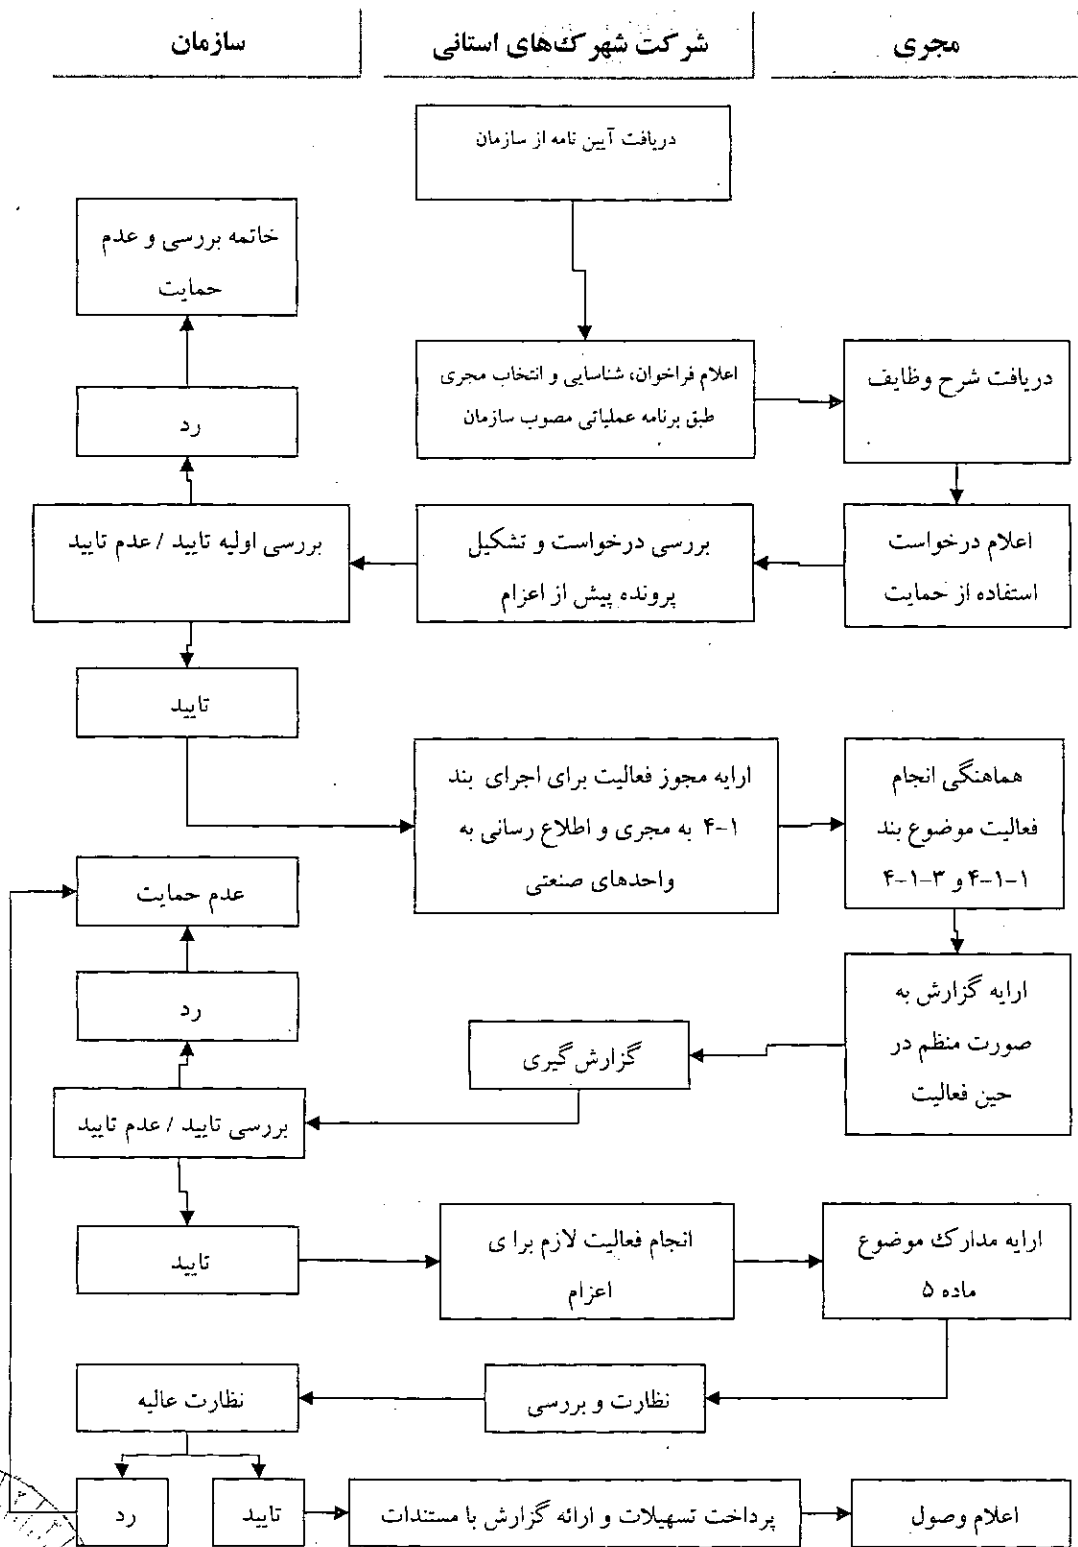 مجری
شرکت شهرک‌های استانی
سازمان
دریافت آیین نامه از سازمان
خاتمه بررسی و عدم
حمایت
اعلام فراخوان، شناسایی و انتخاب مجری
طبق برنامه عملیاتی مصوب سازمان
دریافت شرح وظایف
رد
اعلام درخواست
استفاده از حمایت
بررسی درخواست و تشکیل
پرونده پیش از اعزام
بررسی اولیه تایید / عدم تایید
تایید
ارایه مجوز فعالیت برای اجرای بند
۴-۱ به مجری و اطلاع رسانی به
واحدهای صنعتی
هماهنگی انجام
فعالیت موضوع بند
۴-۱-۱ و ۴-۱-۳
عدم حمایت
رد
ارایه گزارش به
صورت منظم در
حین فعالیت
گزارش گیری
بررسی تایید / عدم تایید
تایید
انجام فعالیت لازم برا ی
اعزام
ارایه مدارک موضوع
ماده ۵
نظارت و بررسی
نظارت عالیه
رد
تایید
پرداخت تسهیلات و ارائه گزارش با مستندات
اعلام وصول